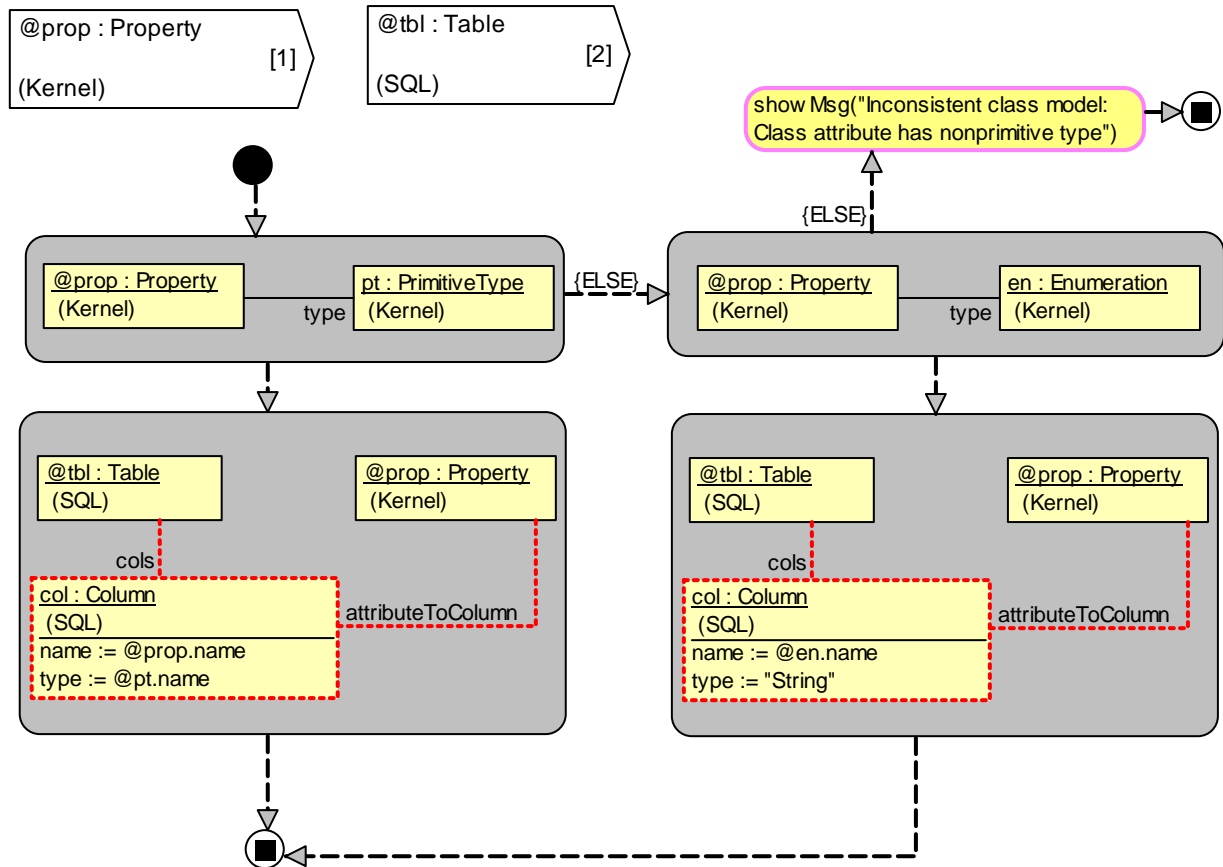 @prop : Property
[1]
(Kernel)
@tbl : Table
[2]
(SQL)
show Msg("Inconsistent class model:
Class attribute has nonprimitive type")
{ELSE}
@prop : Property
(Kernel)
type
pt : PrimitiveType
(Kernel)
{ELSE}
@prop : Property
(Kernel)
type
en : Enumeration
(Kernel)
@tbl : Table
(SQL)
@prop : Property
(Kernel)
cols
col : Column
(SQL)
name := @prop.name
type := @pt.name
attributeToColumn
@tbl : Table
(SQL)
@prop : Property
(Kernel)
cols
col : Column
(SQL)
name := @en.name
type := "String"
attributeToColumn